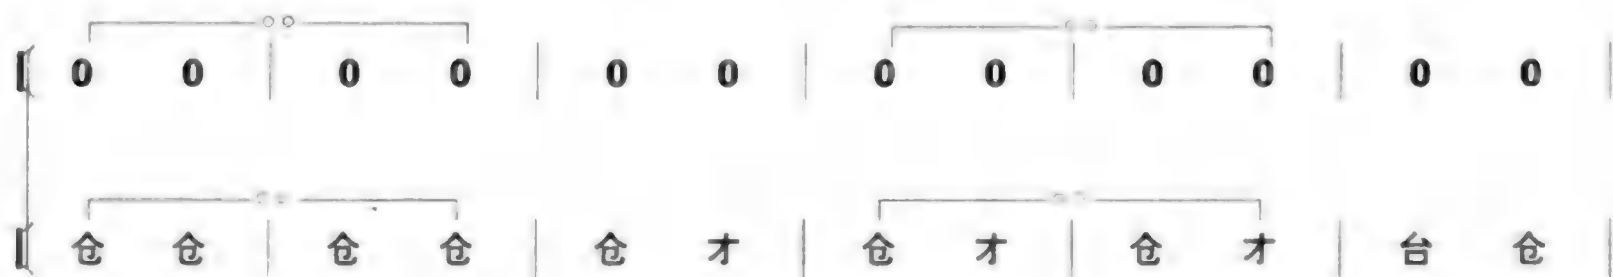 0 0 | 0 0 | 0 0 | 0 0 | 0 0 | 0 0 |
仓 仓 | 仓 仓 | 仓 才 | 仓 才 | 仓 才 | 台 仓 |